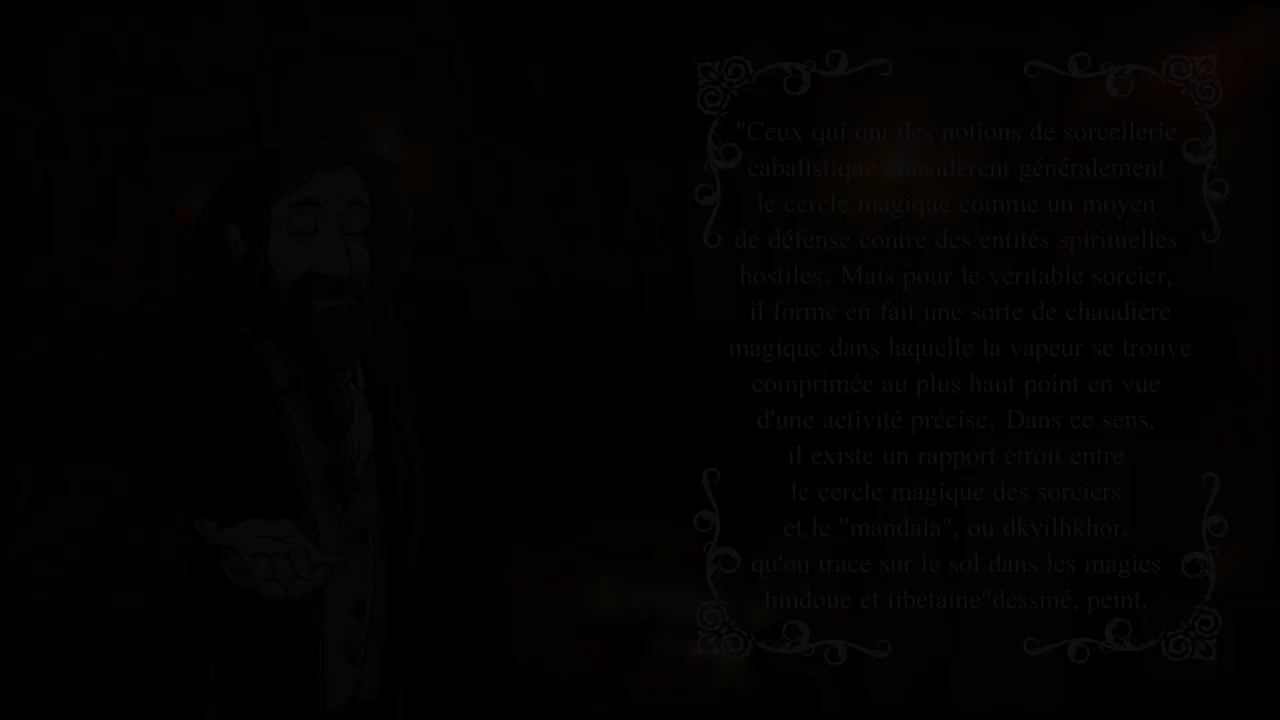 "Ceux qui ont des notions de sorcellerie
cabalistique considèrent généralement
le cercle magique comme un moyen
de défense contre des entités spirituelles
hostiles. Mais pour le véritable sorcier,
il forme en fait une sorte de chaudière
magique dans laquelle la vapeur se trouve
comprimée au plus haut point en vue
d'une activité précise. Dans ce sens,
il existe un rapport étroit entre
le cercle magique des sorciers
et le "mandala", ou dkyilhkhor,
qu'on trace sur le sol dans les magies
hindoue et tibétaine"dessiné, peint,